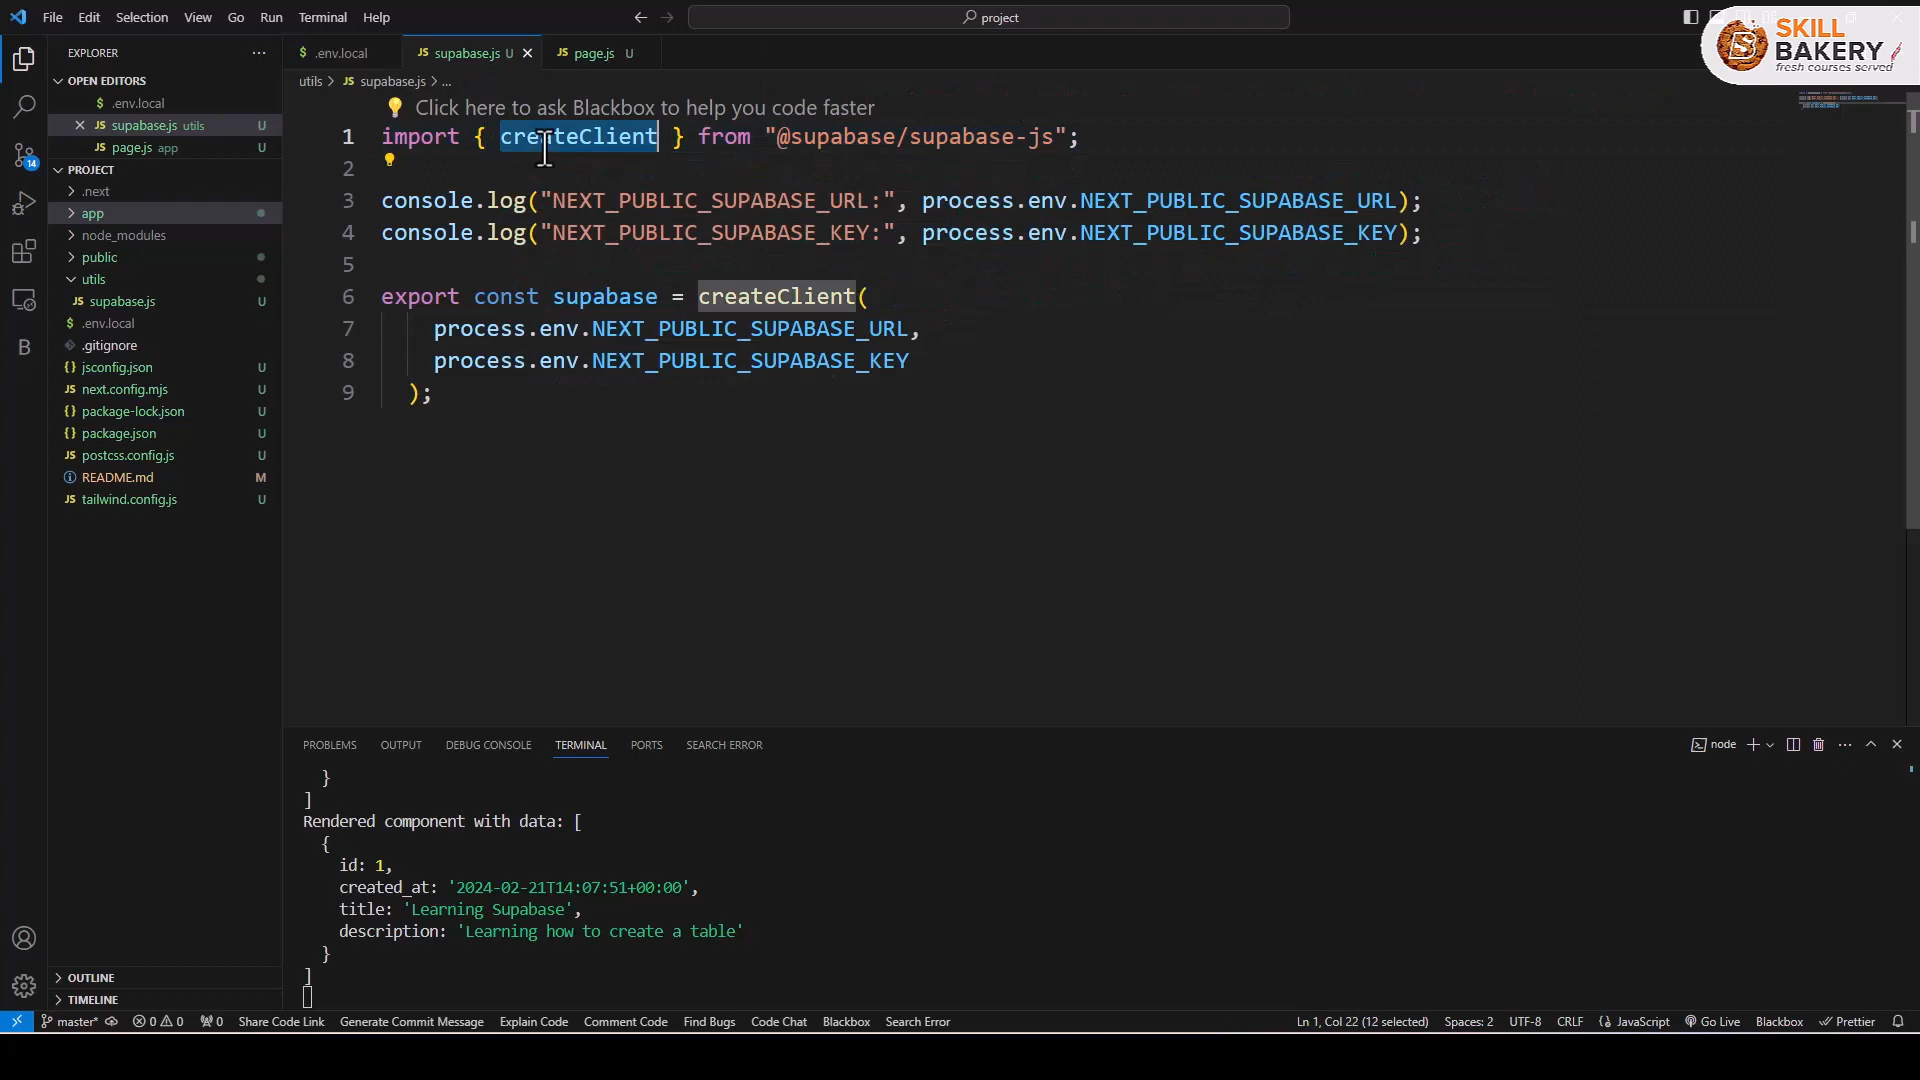 File Edit Selection View Go Run Terminal Help
project
SKILL
BAKERY
fresh courses served
EXPLORER
OPEN EDITORS
$ .env.local
JS supabase.js utils U
JS page.js app U
PROJECT
.next
app
node_modules
public
utils
JS supabase.js U
$ .env.local
.gitignore
{} jsconfig.json U
JS next.config.mjs U
{} package-lock.json U
{} package.json U
JS postcss.config.js U
README.md M
JS tailwind.config.js U
OUTLINE
TIMELINE
14
B
$ .env.local
JS supabase.js U
JS page.js U
utils > JS supabase.js > ...
Click here to ask Blackbox to help you code faster
1 import { createClient } from "@supabase/supabase-js";
2
3 console.log("NEXT_PUBLIC_SUPABASE_URL:", process.env.NEXT_PUBLIC_SUPABASE_URL);
4 console.log("NEXT_PUBLIC_SUPABASE_KEY:", process.env.NEXT_PUBLIC_SUPABASE_KEY);
5
6 export const supabase = createClient(
7 process.env.NEXT_PUBLIC_SUPABASE_URL,
8 process.env.NEXT_PUBLIC_SUPABASE_KEY
9 );
PROBLEMS OUTPUT DEBUG CONSOLE TERMINAL PORTS SEARCH ERROR
node
}
]
Rendered component with data: [
{
id: 1,
created_at: '2024-02-21T14:07:51+00:00',
title: 'Learning Supabase',
description: 'Learning how to create a table'
}
]
master* 0 0 0 Share Code Link Generate Commit Message Explain Code Comment Code Find Bugs Code Chat Blackbox Search Error
Ln 1, Col 22 (12 selected) Spaces: 2 UTF-8 CRLF {} JavaScript Go Live Blackbox Prettier